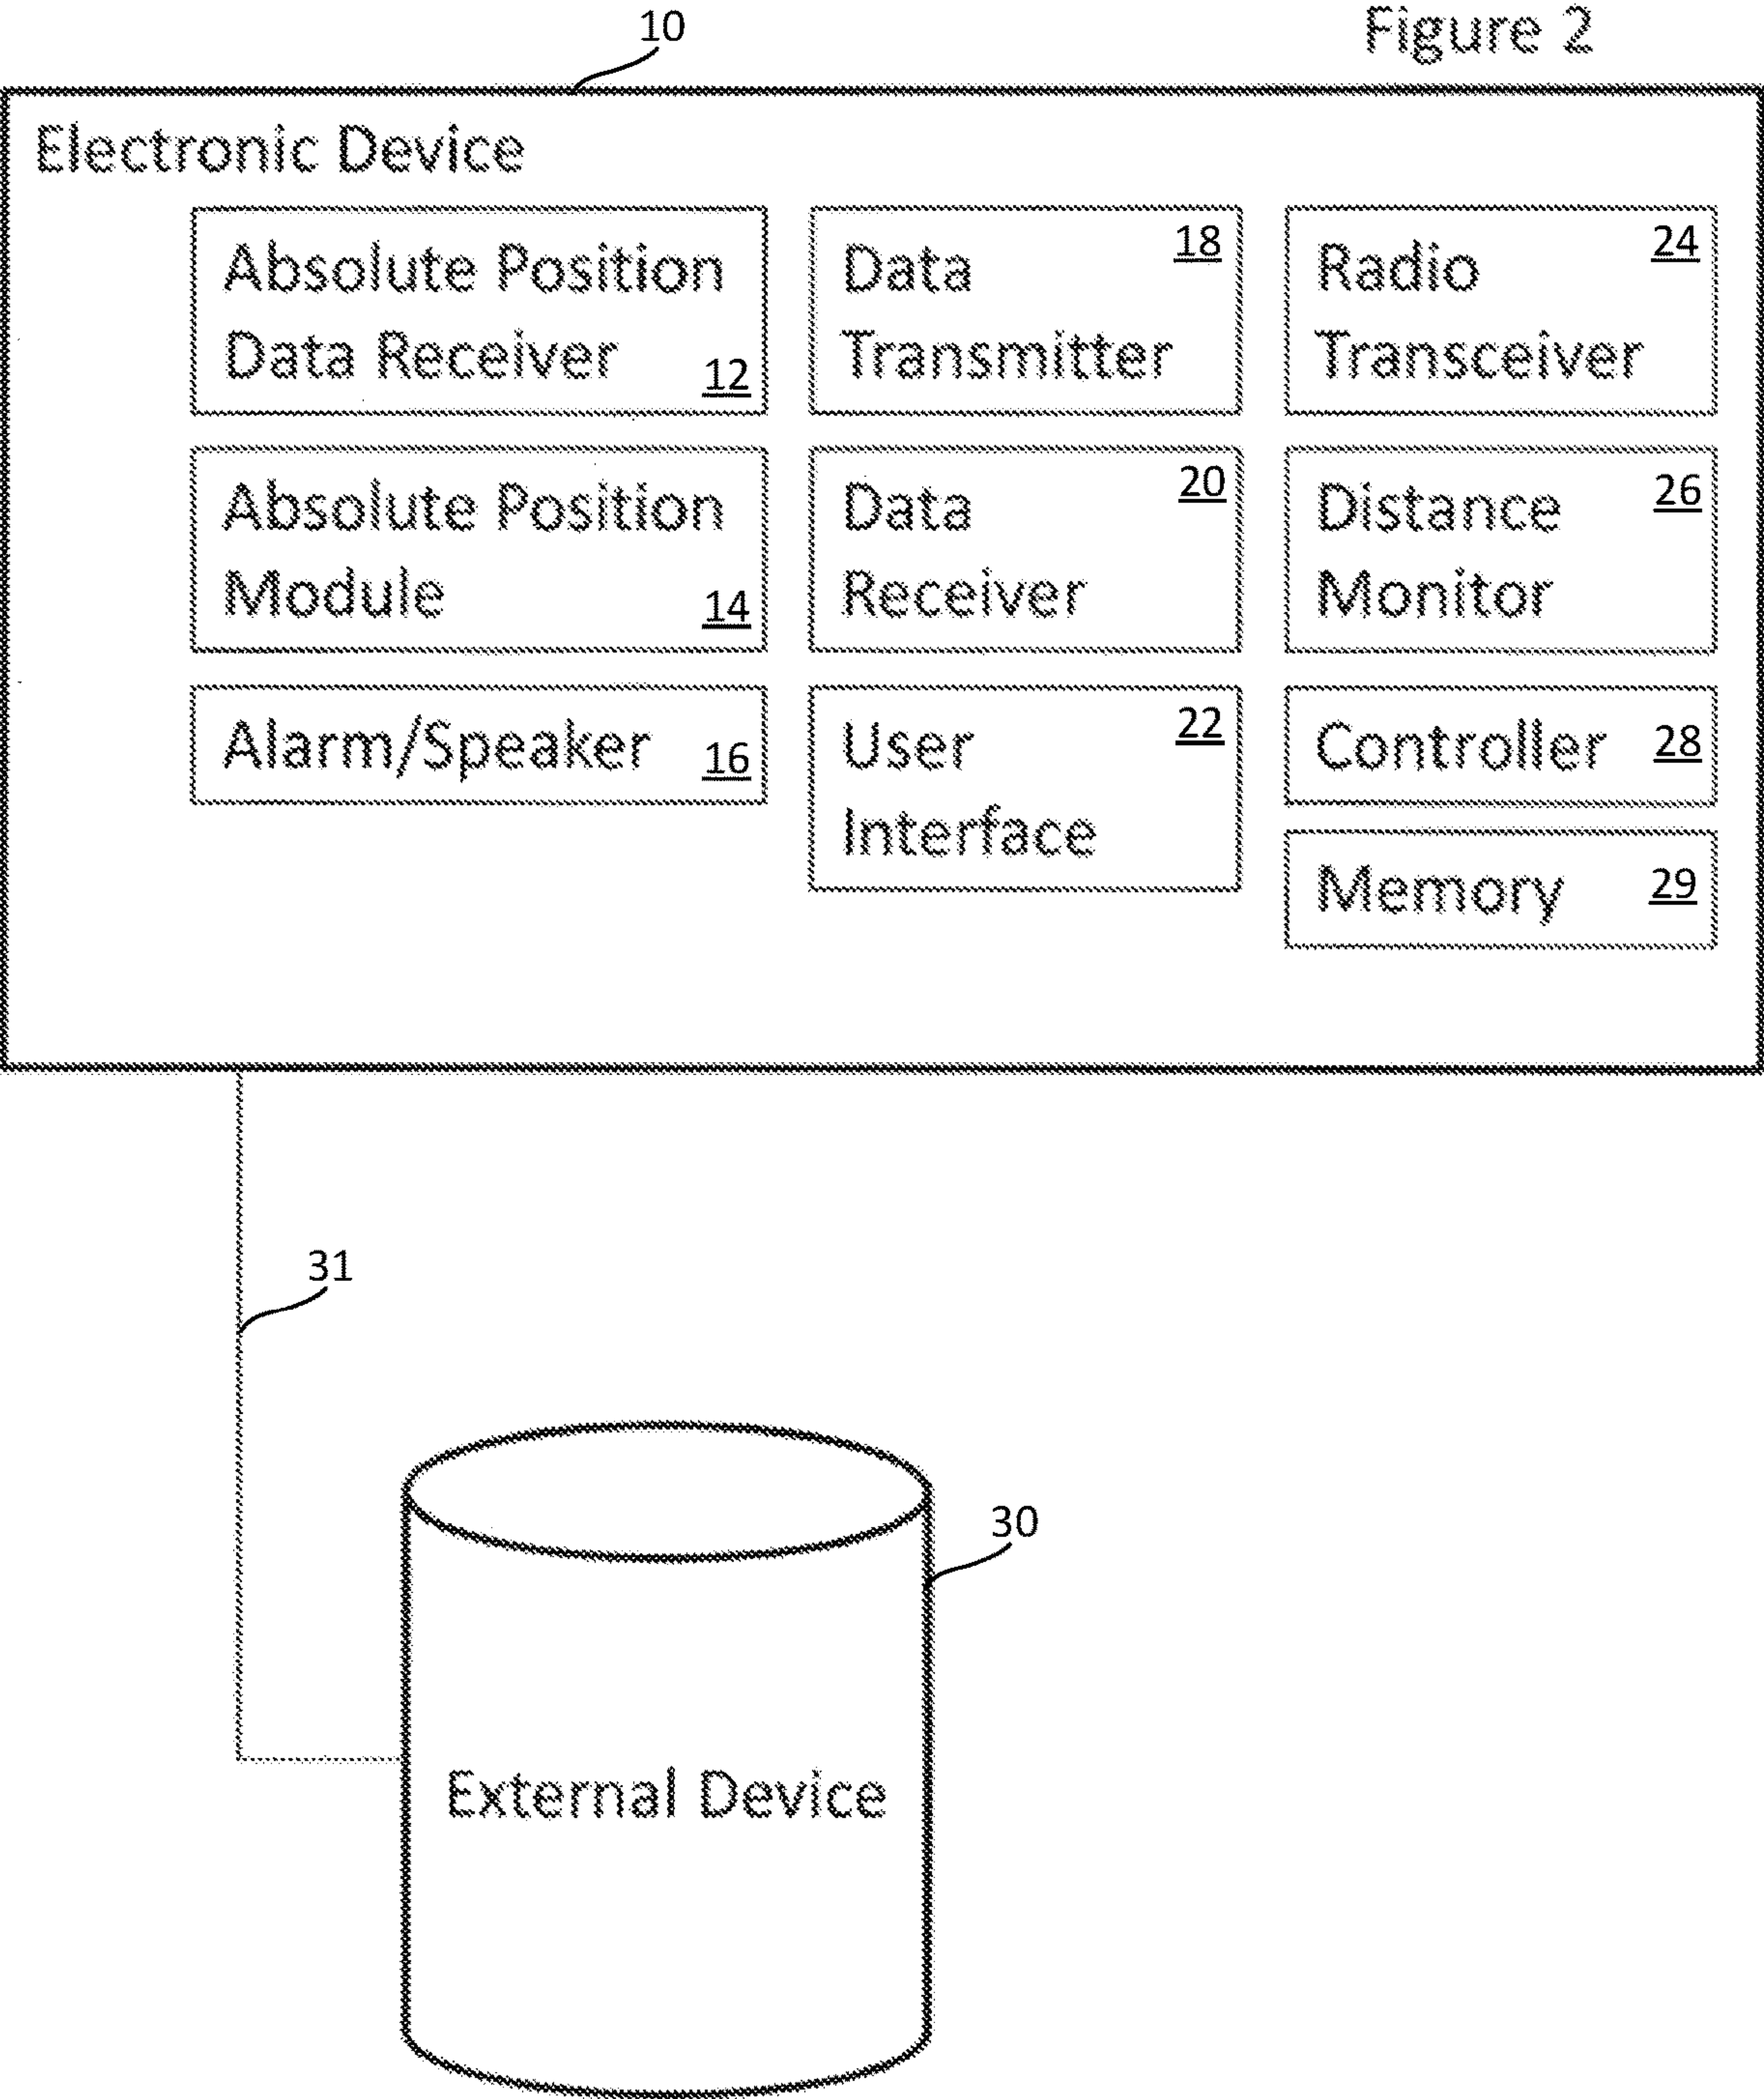 Figure 2
10
Electronic Device
Absolute Position
Data Receiver 12
Data 18
Transmitter
Radio 24
Transceiver
Absolute Position
Module 14
Data 20
Receiver
Distance 26
Monitor
Alarm/Speaker 16
User 22
Interface
Controller 28
Memory 29
31
30
External Device